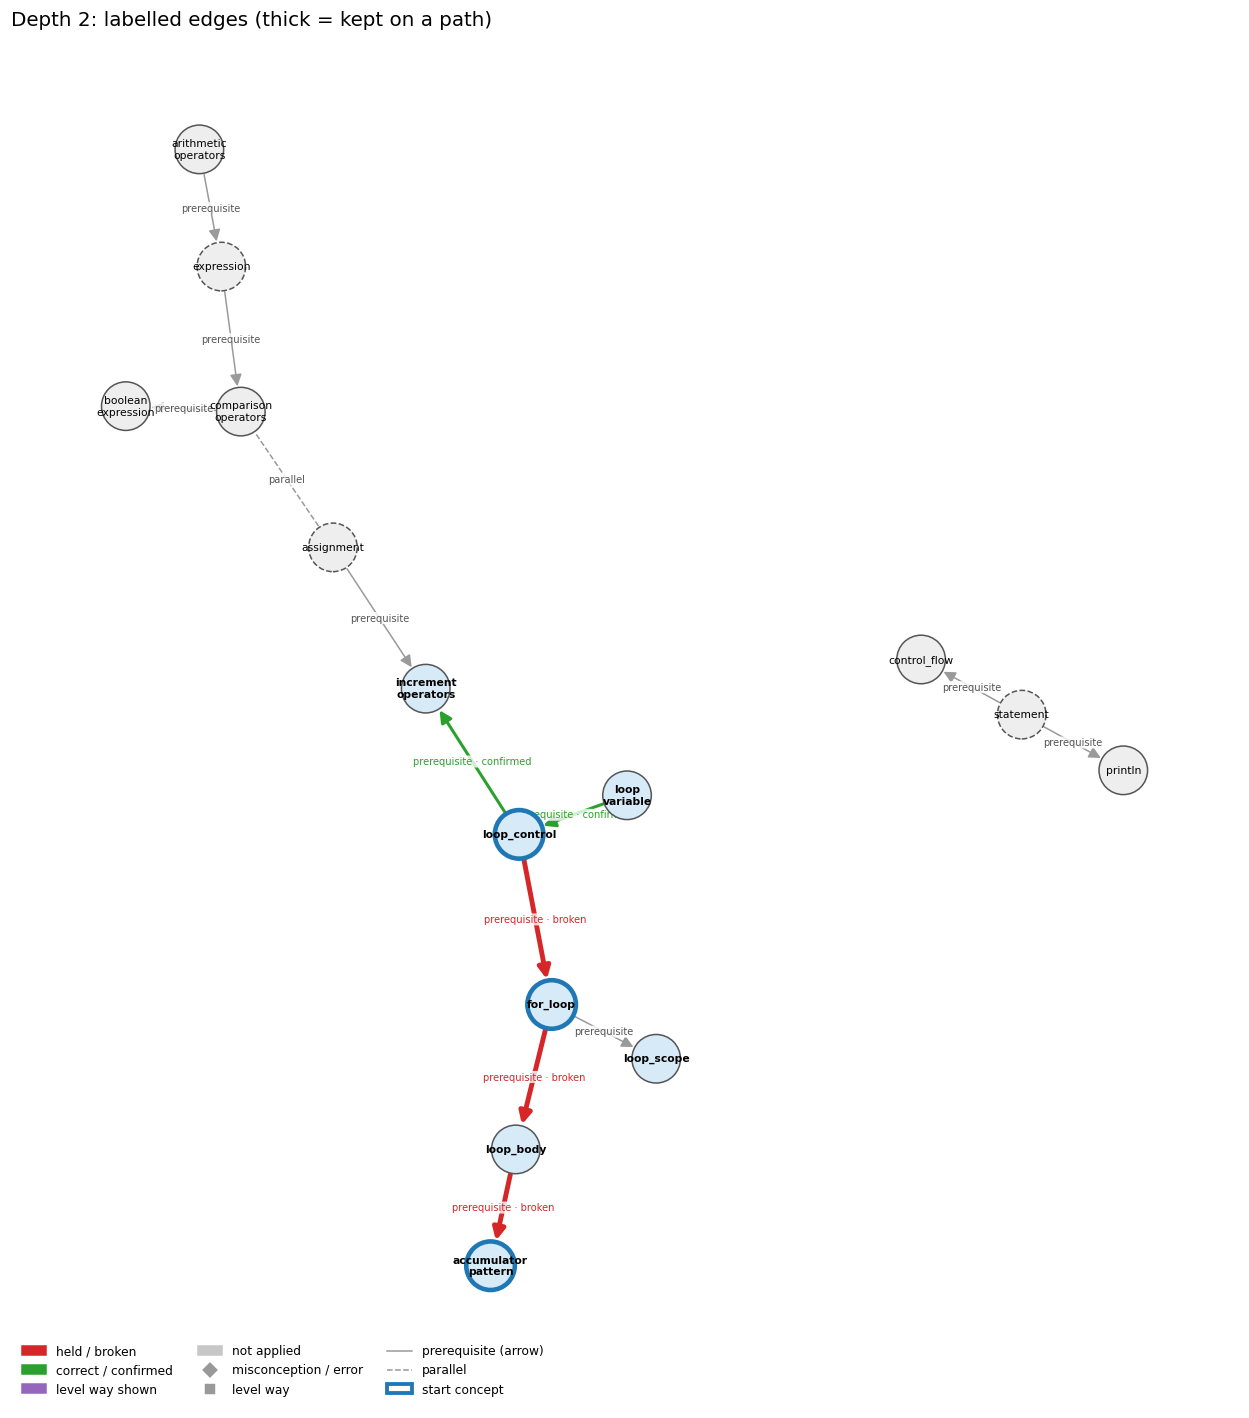 Depth 2: labelled edges (thick = kept on a path)
arithmetic
operators
prerequisite
expression
prerequisite
boolean
expression
prerequisite
comparison
operators
parallel
assignment
prerequisite
increment
operators
control_flow
prerequisite
statement
prerequisite
println
prerequisite · confirmed
loop
variable
loop_control
prerequisite · broken
for_loop
prerequisite
loop_scope
prerequisite · broken
loop_body
prerequisite · broken
accumulator
pattern
held / broken
correct / confirmed
level way shown
not applied
misconception / error
level way
prerequisite (arrow)
parallel
start concept